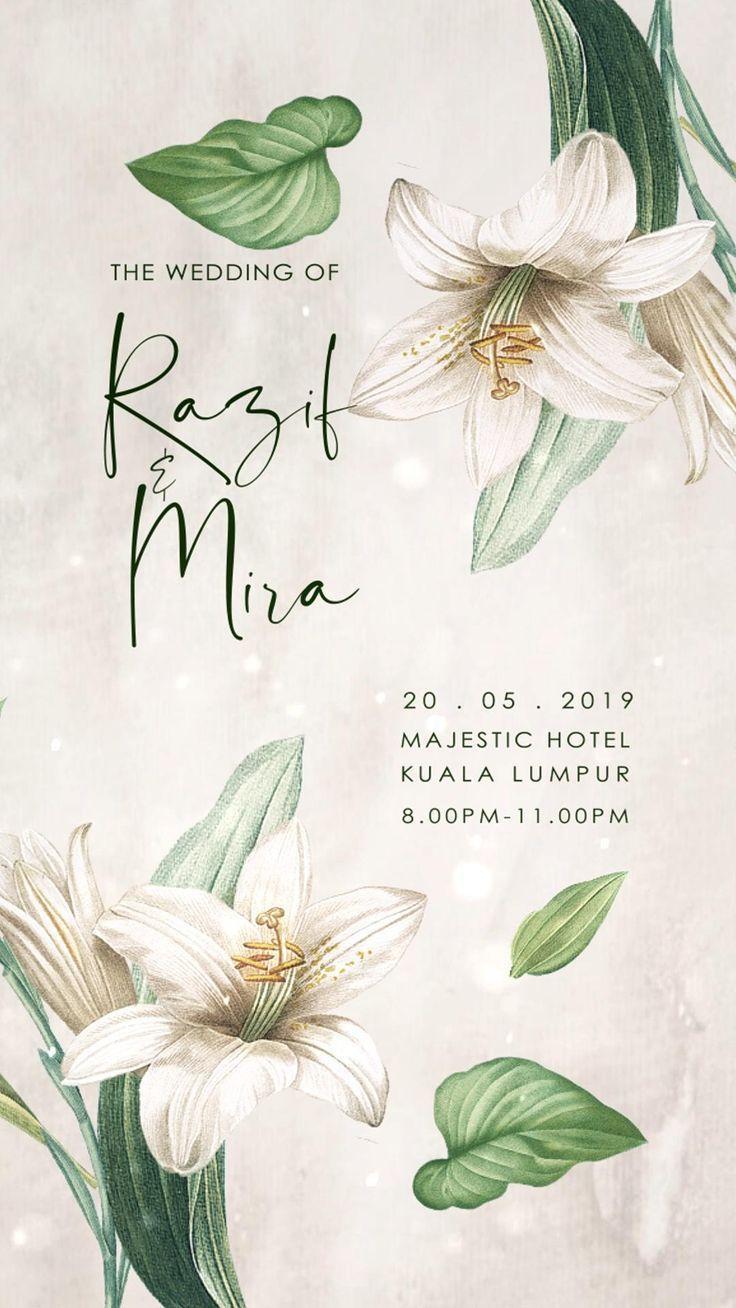 THE WEDDING OF
Razif
&
Mira
20 . 05 . 2019
MAJESTIC HOTEL
KUALA LUMPUR
8.00PM-11.00PM